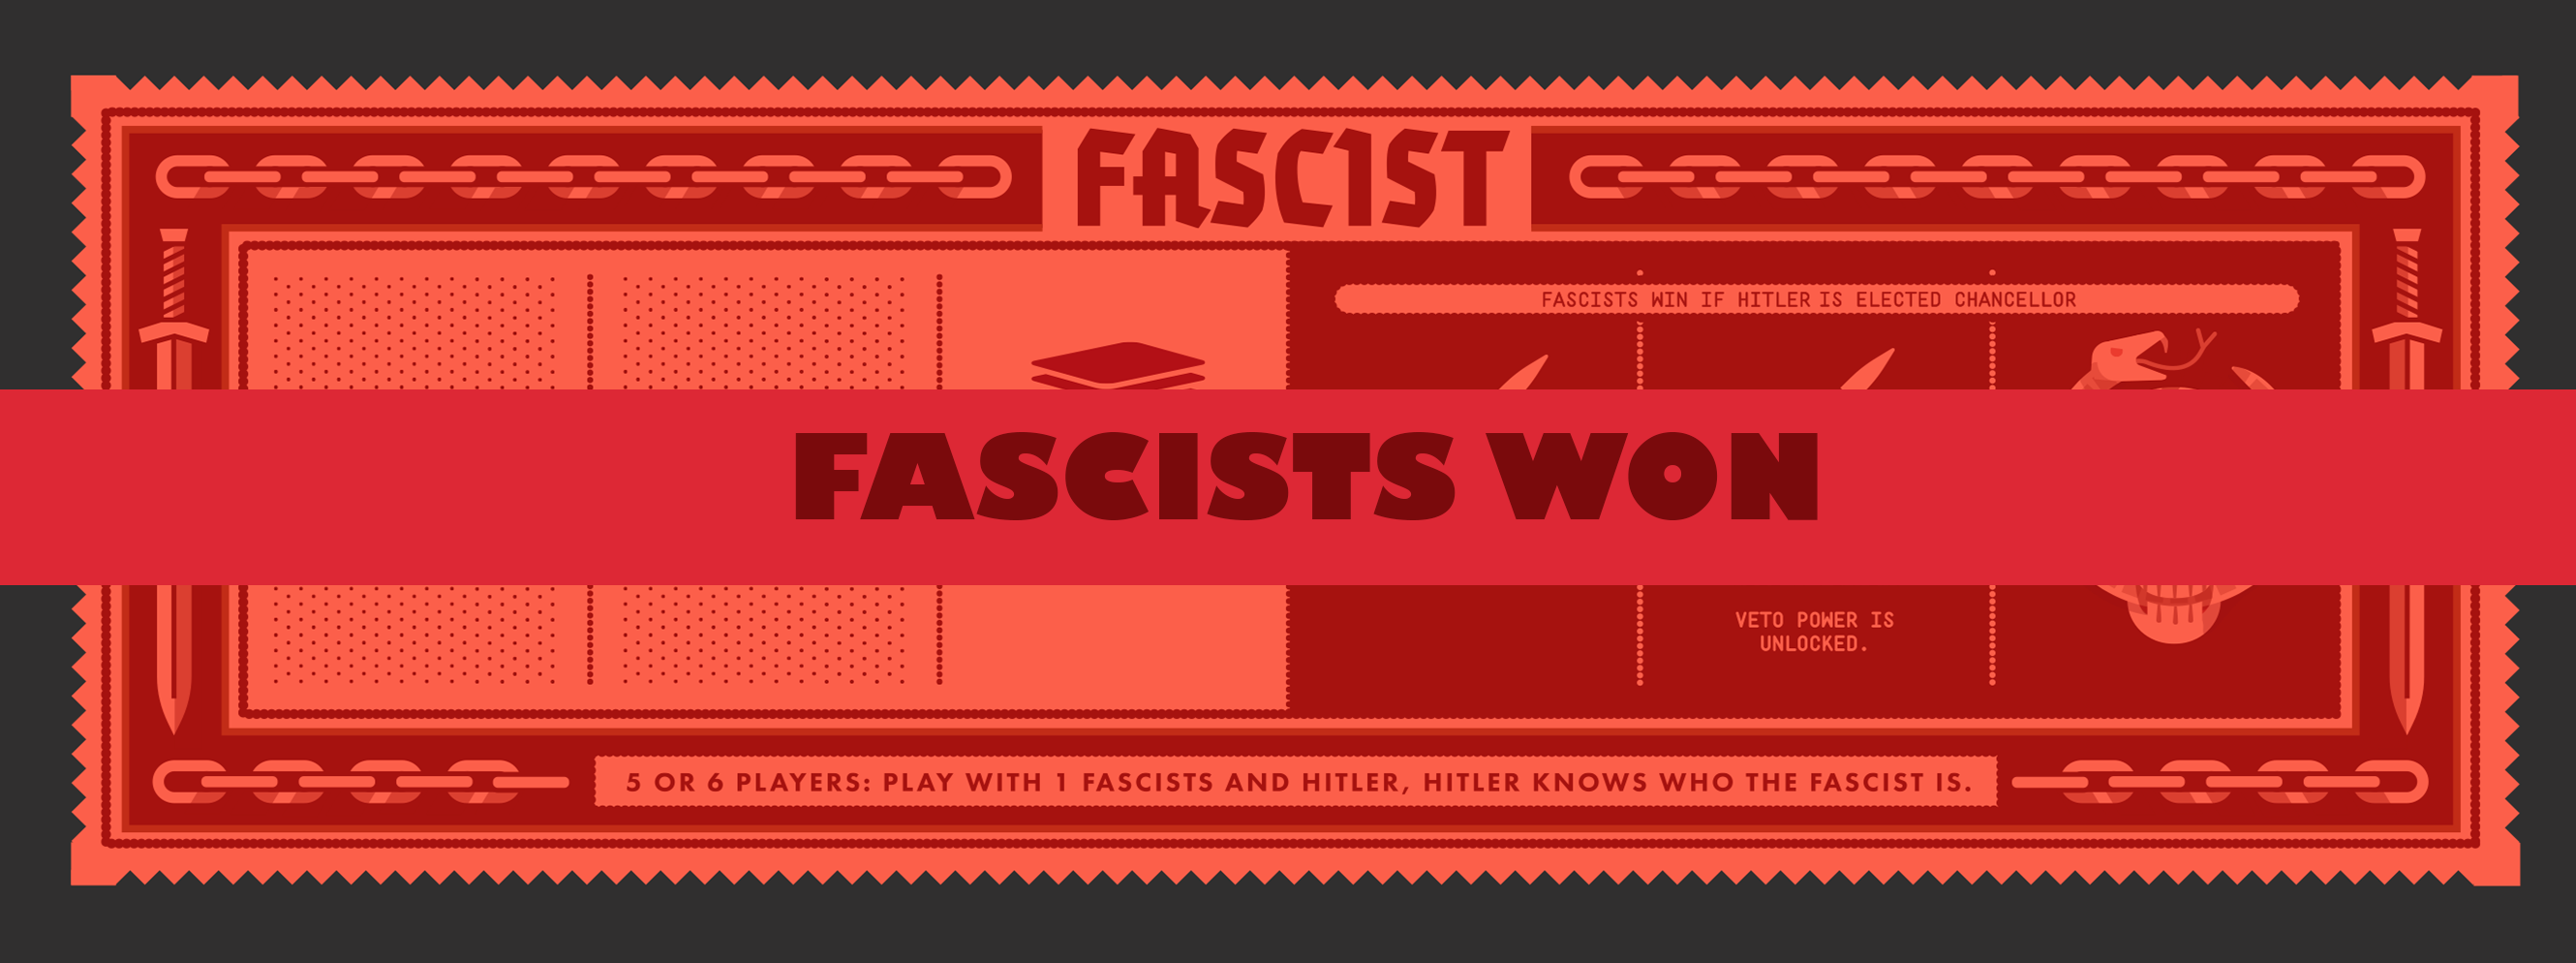 FASCIST
FASCISTS WIN IF HITLER IS ELECTED CHANCELLOR
FASCISTS WON
VETO POWER IS
UNLOCKED.
5 OR 6 PLAYERS: PLAY WITH 1 FASCISTS AND HITLER, HITLER KNOWS WHO THE FASCIST IS.